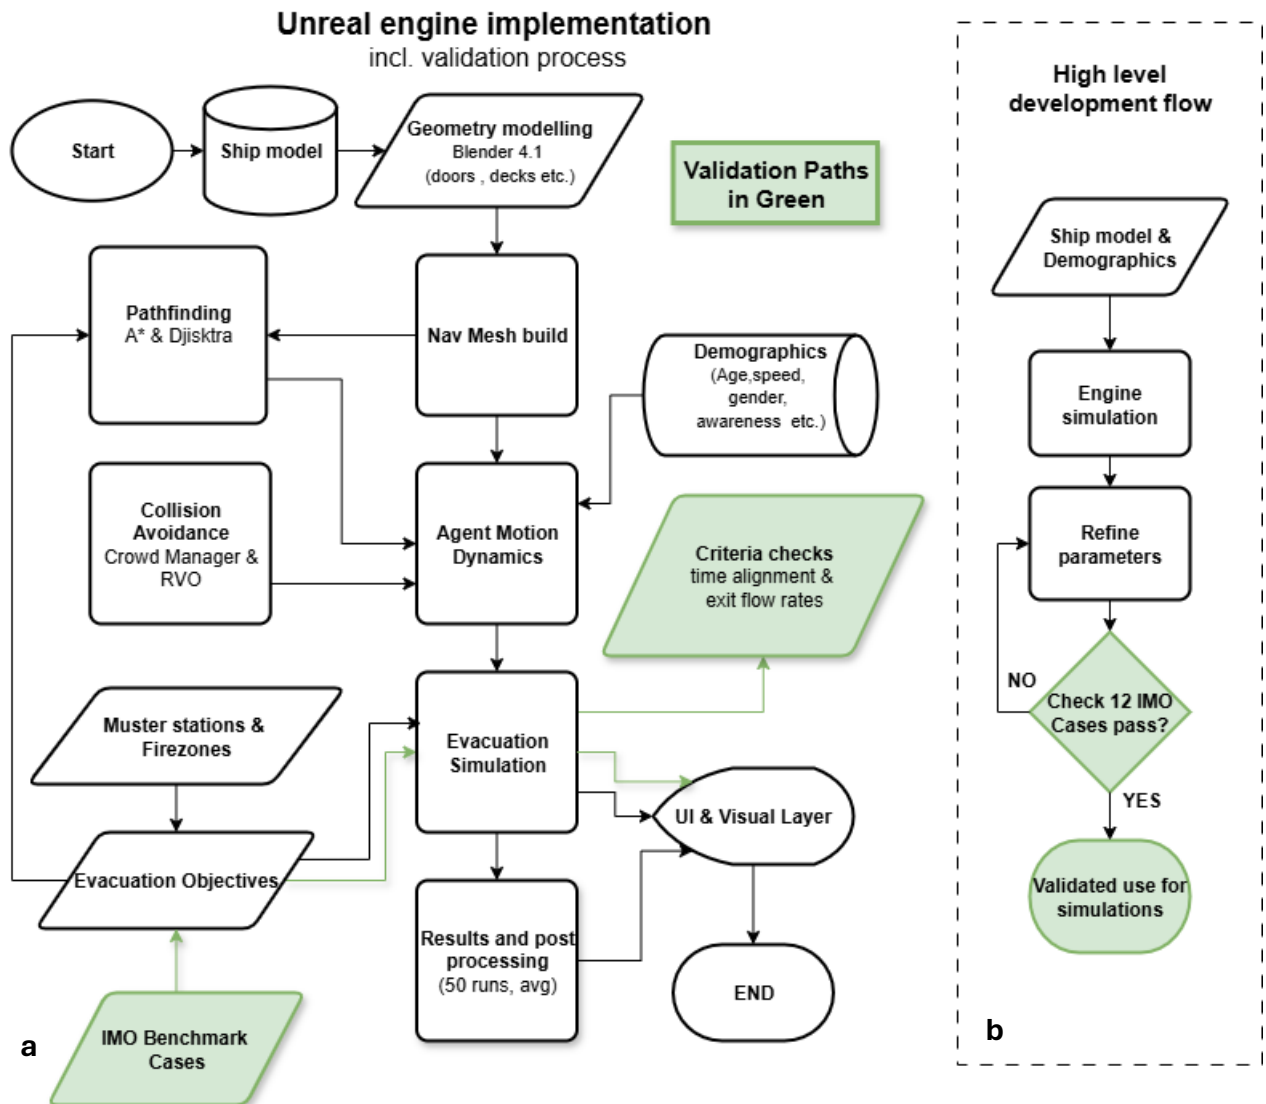 Unreal engine implementation
incl. validation process
Start
Ship model
Geometry modelling
Blender 4.1
(doors , decks etc.)
Validation Paths
in Green
Pathfinding
A* & Djisktra
Nav Mesh build
Demographics
(Age,speed,
gender,
awareness etc.)
Collision
Avoidance
Crowd Manager &
RVO
Agent Motion
Dynamics
Criteria checks
time alignment &
exit flow rates
Muster stations &
Firezones
Evacuation
Simulation
UI & Visual Layer
Evacuation Objectives
Results and post
processing
(50 runs, avg)
END
IMO Benchmark
Cases
a
High level
development flow
Ship model &
Demographics
Engine
simulation
Refine
parameters
NO
Check 12 IMO
Cases pass?
YES
Validated use for
simulations
b